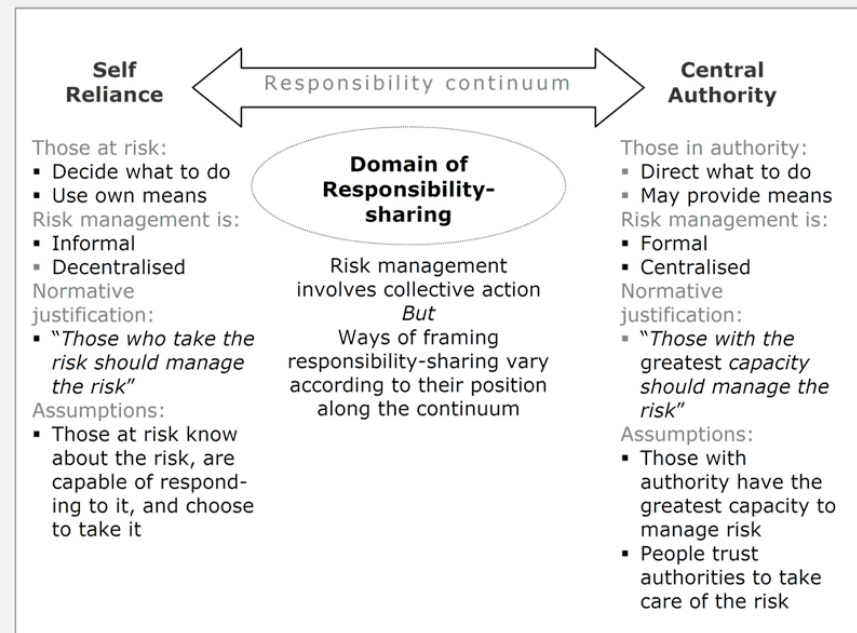 Self
Reliance
Responsibility continuum
Central
Authority
Those at risk:
▪ Decide what to do
▪ Use own means
Risk management is:
▪ Informal
▪ Decentralised
Normative
justification:
▪ “Those who take the
risk should manage
the risk”
Assumptions:
▪ Those at risk know
about the risk, are
capable of respond-
ing to it, and choose
to take it
Domain of
Responsibility-
sharing
Risk management
involves collective action
But
Ways of framing
responsibility-sharing vary
according to their position
along the continuum
Those in authority:
▪ Direct what to do
▪ May provide means
Risk management is:
▪ Formal
▪ Centralised
Normative
justification:
▪ “Those with the
greatest capacity
should manage the
risk”
Assumptions:
▪ Those with
authority have the
greatest capacity to
manage risk
▪ People trust
authorities to take
care of the risk